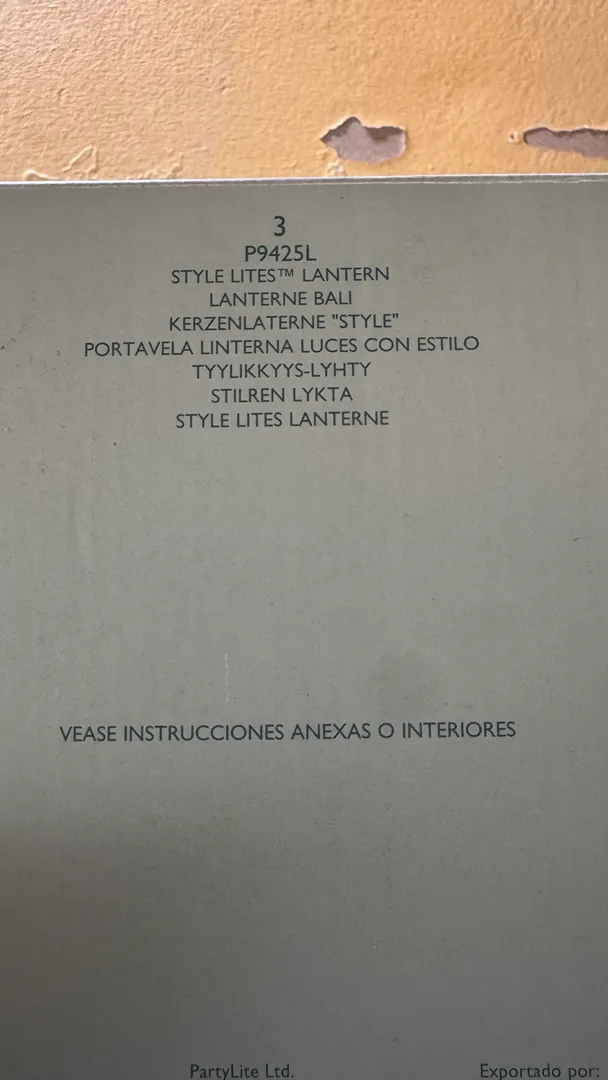 3
P9425L
STYLE LITES™ LANTERN
LANTERNE BALI
KERZENLATERNE "STYLE"
PORTAVELA LINTERNA LUCES CON ESTILO
TYYLIKKYYS-LYHTY
STILREN LYKTA
STYLE LITES LANTERNE
VEASE INSTRUCCIONES ANEXAS O INTERIORES
PartyLite Ltd.
Exportado por: